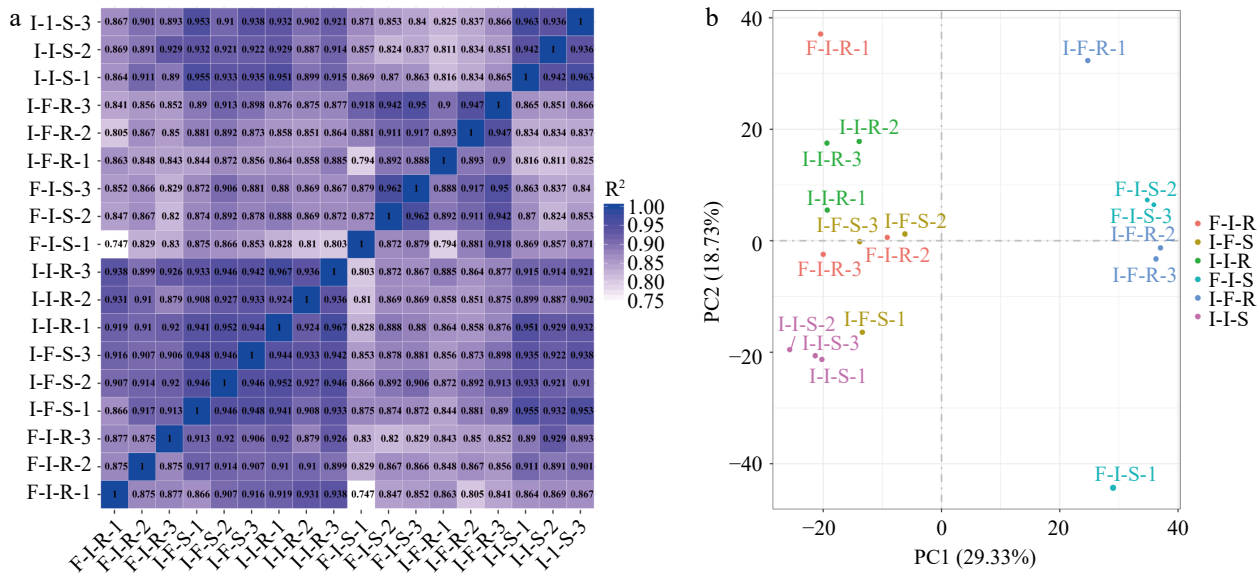 a
I-1-S-3 0.867 0.901 0.893 0.953 0.91 0.938 0.932 0.902 0.921 0.871 0.853 0.84 0.825 0.837 0.866 0.963 0.936 1
I-I-S-2 0.869 0.891 0.929 0.932 0.921 0.922 0.929 0.887 0.914 0.857 0.824 0.837 0.811 0.834 0.851 0.942 1 0.936
I-I-S-1 0.864 0.911 0.89 0.955 0.933 0.935 0.951 0.899 0.915 0.869 0.87 0.863 0.816 0.834 0.865 1 0.942 0.963
I-F-R-3 0.841 0.856 0.852 0.89 0.913 0.898 0.876 0.875 0.877 0.918 0.942 0.95 0.9 0.947 1 0.865 0.851 0.866
I-F-R-2 0.805 0.867 0.85 0.881 0.892 0.873 0.858 0.851 0.864 0.881 0.911 0.917 0.893 1 0.947 0.834 0.834 0.837
I-F-R-1 0.863 0.848 0.843 0.844 0.872 0.856 0.864 0.858 0.885 0.794 0.892 0.888 1 0.893 0.9 0.816 0.811 0.825
F-I-S-3 0.852 0.866 0.829 0.872 0.906 0.881 0.88 0.869 0.867 0.879 0.962 1 0.888 0.917 0.95 0.863 0.837 0.84
F-I-S-2 0.847 0.867 0.82 0.874 0.892 0.878 0.888 0.869 0.872 0.872 1 0.962 0.892 0.911 0.942 0.87 0.824 0.853
F-I-S-1 0.747 0.829 0.83 0.875 0.866 0.853 0.828 0.81 0.803 1 0.872 0.879 0.794 0.881 0.918 0.869 0.857 0.871
I-I-R-3 0.938 0.899 0.926 0.933 0.946 0.942 0.967 0.936 1 0.803 0.872 0.867 0.885 0.864 0.877 0.915 0.914 0.921
I-I-R-2 0.931 0.91 0.879 0.908 0.927 0.933 0.924 1 0.936 0.81 0.869 0.869 0.858 0.851 0.875 0.899 0.887 0.902
I-I-R-1 0.919 0.91 0.92 0.941 0.952 0.944 1 0.924 0.967 0.828 0.888 0.88 0.864 0.858 0.876 0.951 0.929 0.932
I-F-S-3 0.916 0.907 0.906 0.948 0.946 1 0.944 0.933 0.942 0.853 0.878 0.881 0.856 0.873 0.898 0.935 0.922 0.938
I-F-S-2 0.907 0.914 0.92 0.946 1 0.946 0.952 0.927 0.946 0.866 0.892 0.906 0.872 0.892 0.913 0.933 0.921 0.91
I-F-S-1 0.866 0.917 0.913 1 0.946 0.948 0.941 0.908 0.933 0.875 0.874 0.872 0.844 0.881 0.89 0.955 0.932 0.953
F-I-R-3 0.877 0.875 1 0.913 0.92 0.906 0.92 0.879 0.926 0.83 0.82 0.829 0.843 0.85 0.852 0.89 0.929 0.893
F-I-R-2 0.875 1 0.875 0.917 0.914 0.907 0.91 0.91 0.899 0.829 0.867 0.866 0.848 0.867 0.856 0.911 0.891 0.901
F-I-R-1 1 0.875 0.877 0.866 0.907 0.916 0.919 0.931 0.938 0.747 0.847 0.852 0.863 0.805 0.841 0.864 0.869 0.867
F-I-R-1 F-I-R-2 F-I-R-3 I-F-S-1 I-F-S-2 I-F-S-3 I-I-R-1 I-I-R-2 I-I-R-3 F-I-S-1 F-I-S-2 F-I-S-3 I-F-R-1 I-F-R-2 I-F-R-3 I-I-S-1 I-I-S-2 I-1-S-3
R²
1.00
0.95
0.90
0.85
0.80
0.75
b
PC2 (18.73%)
40
20
0
−20
−40
F-I-R-1
I-F-R-1
I-I-R-2
I-I-R-3
I-I-R-1
F-I-S-2
F-I-S-3
I-F-S-3
I-F-S-2
I-F-R-2
F-I-R-3
F-I-R-2
I-F-R-3
I-I-S-2
I-F-S-1
I-I-S-3
I-I-S-1
F-I-S-1
−20 0 20 40
PC1 (29.33%)
F-I-R
I-F-S
I-I-R
F-I-S
I-F-R
I-I-S